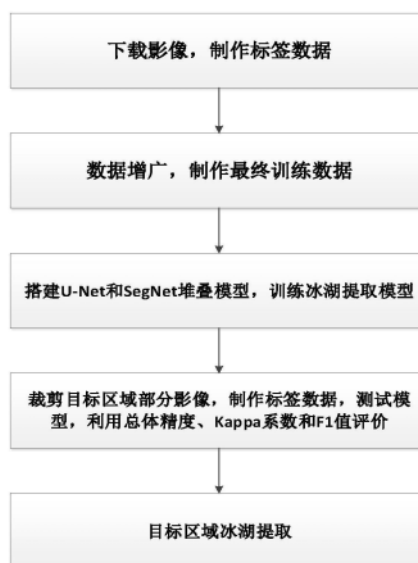 下载影像，制作标签数据
数据增广，制作最终训练数据
搭建U-Net和SegNet堆叠模型，训练冰湖提取模型
裁剪目标区域部分影像，制作标签数据，测试模
型，利用总体精度、Kappa系数和F1值评价
目标区域冰湖提取